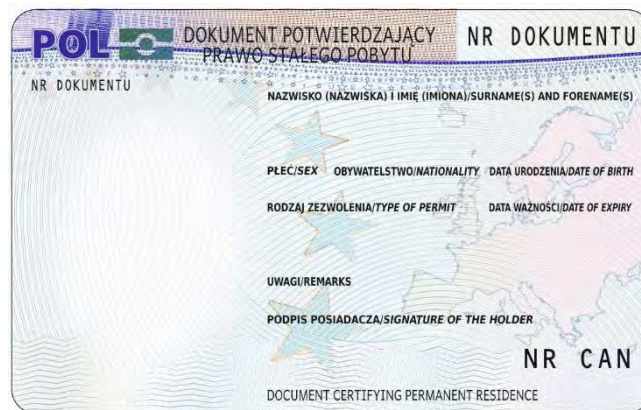 POL
DOKUMENT POTWIERDZAJĄCY
PRAWO STAŁEGO POBYTU
NR DOKUMENTU
NR DOKUMENTU
NAZWISKO (NAZWISKA) I IMIĘ (IMIONA)/SURNAME(S) AND FORENAME(S)
PŁEĆ/SEX OBYWATELSTWO/NATIONALITY DATA URODZENIA/DATE OF BIRTH
RODZAJ ZEZWOLENIA/TYPE OF PERMIT DATA WAŻNOŚCI/DATE OF EXPIRY
UWAGI/REMARKS
PODPIS POSIADACZA/SIGNATURE OF THE HOLDER
NR CAN
DOCUMENT CERTIFYING PERMANENT RESIDENCE